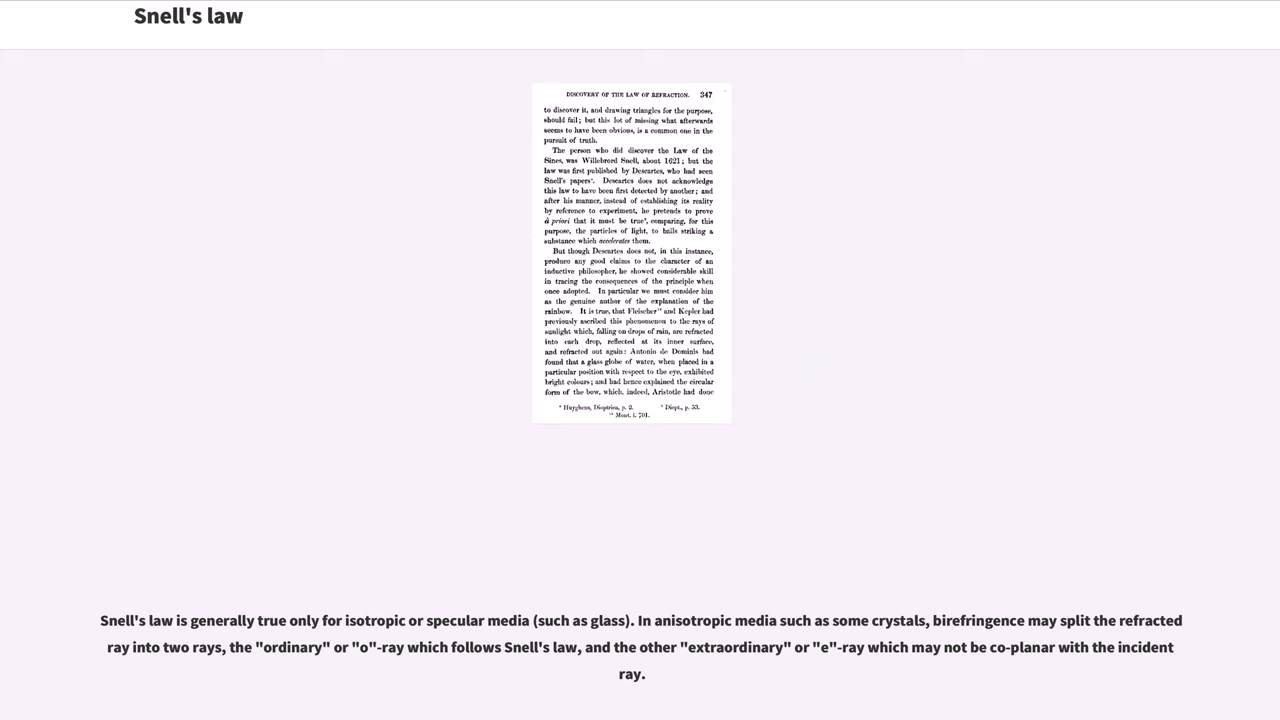 Snell's law
DISCOVERY OF THE LAW OF REFRACTION. 347
to discover it, and drawing triangles for the purpose,
should fail; but this lot of missing what afterwards
seems to have been obvious, is a common one in the
pursuit of truth.
The person who did discover the Law of the
Sines, was Willebrord Snell, about 1621; but the
law was first published by Descartes, who had seen
Snell's papers. Descartes does not acknowledge
this law to have been first detected by another; and
after his manner, instead of establishing its reality
by reference to experiment, he pretends to prove
à priori that it must be true, comparing, for this
purpose, the particles of light, to balls striking a
substance which accelerates them.
But though Descartes does not, in this instance,
produce any good claims to the character of an
inductive philosopher, he showed considerable skill
in tracing the consequences of the principle when
once adopted. In particular we must consider him
as the genuine author of the explanation of the
rainbow. It is true, that Fleischer and Kepler had
previously ascribed this phenomenon to the rays of
sunlight which, falling on drops of rain, are refracted
into each drop, reflected at its inner surface,
and refracted out again: Antonio de Dominis had
found that a glass globe of water, when placed in a
particular position with respect to the eye, exhibited
bright colours; and had hence explained the circular
form of the bow, which, indeed, Aristotle had done
Huyghens, Dioptrica, p. 2. Diopt., p. 53.
Mont. i. 701.
Snell's law is generally true only for isotropic or specular media (such as glass). In anisotropic media such as some crystals, birefringence may split the refracted
ray into two rays, the "ordinary" or "o"-ray which follows Snell's law, and the other "extraordinary" or "e"-ray which may not be co-planar with the incident
ray.